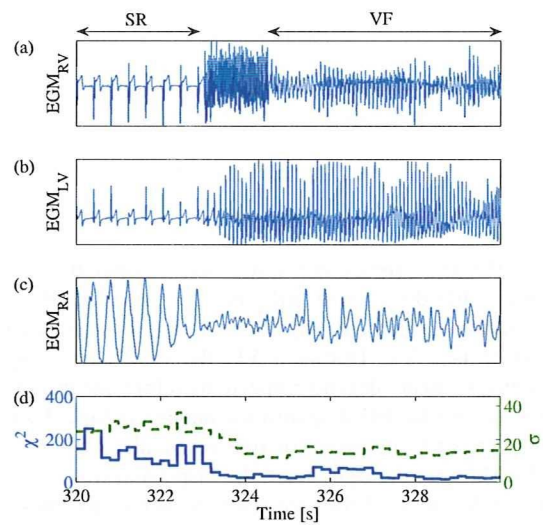 SR VF
(a)
EGM_RV
(b)
EGM_LV
(c)
EGM_RA
(d)
400 40
200 20
0 0
χ² σ
320 322 324 326 328
Time [s]